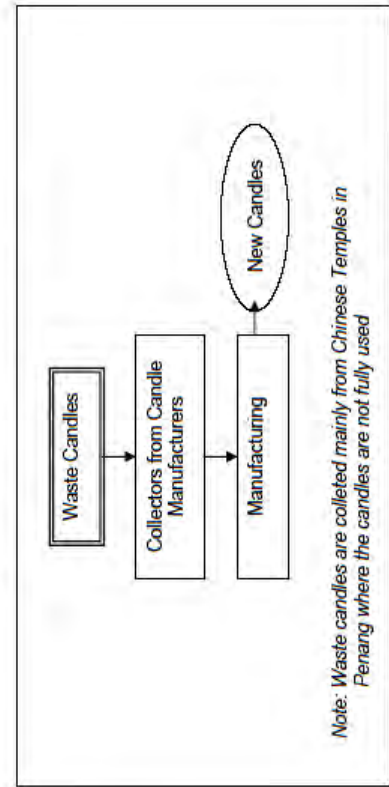 Waste Candles
Collectors from Candle
Manufacturers
Manufacturing
New Candles
Note: Waste candles are colleted mainly from Chinese Temples in
Penang where the candles are not fully used